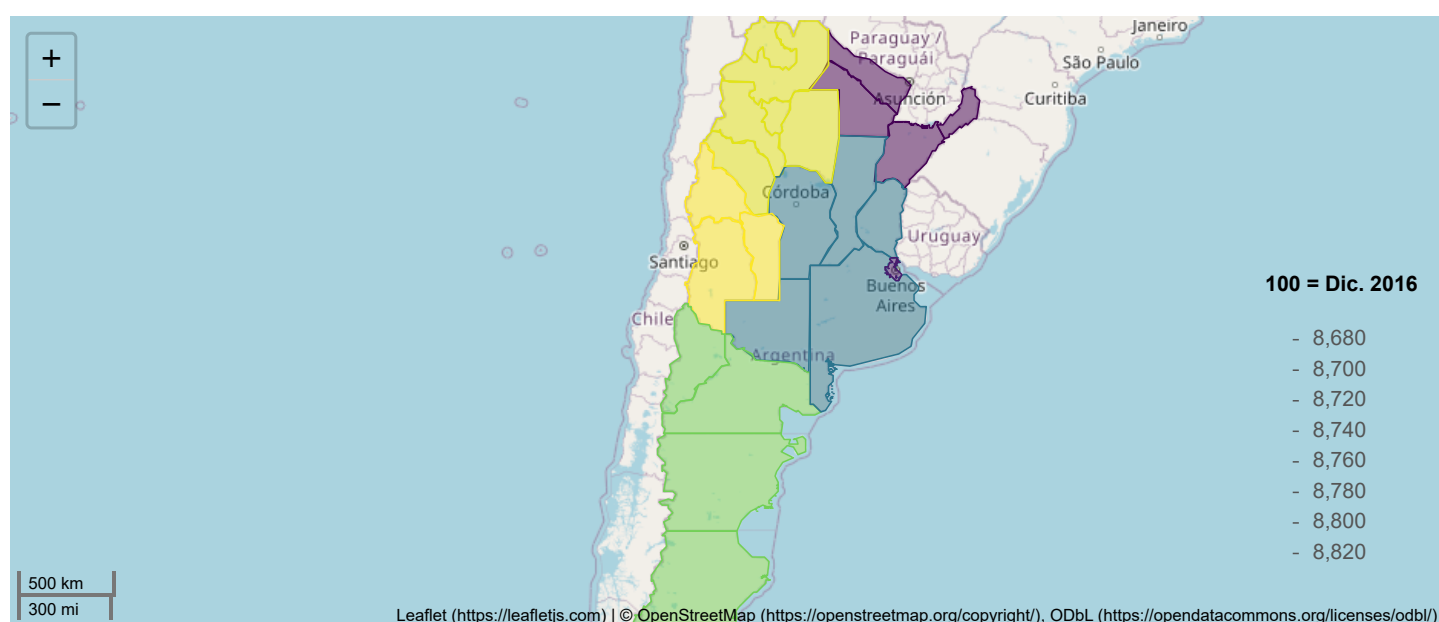 +
−
Janeiro
Paraguay /
Paraguái
São Paulo
Asunción
Curitiba
Córdoba
Uruguay
Santiago
Buenos
Aires
Chile
Argentina
100 = Dic. 2016
- 8,680
- 8,700
- 8,720
- 8,740
- 8,760
- 8,780
- 8,800
- 8,820
500 km
300 mi
Leaflet (https://leafletjs.com) | © OpenStreetMap (https://openstreetmap.org/copyright/), ODbL (https://opendatacommons.org/licenses/odbl/)